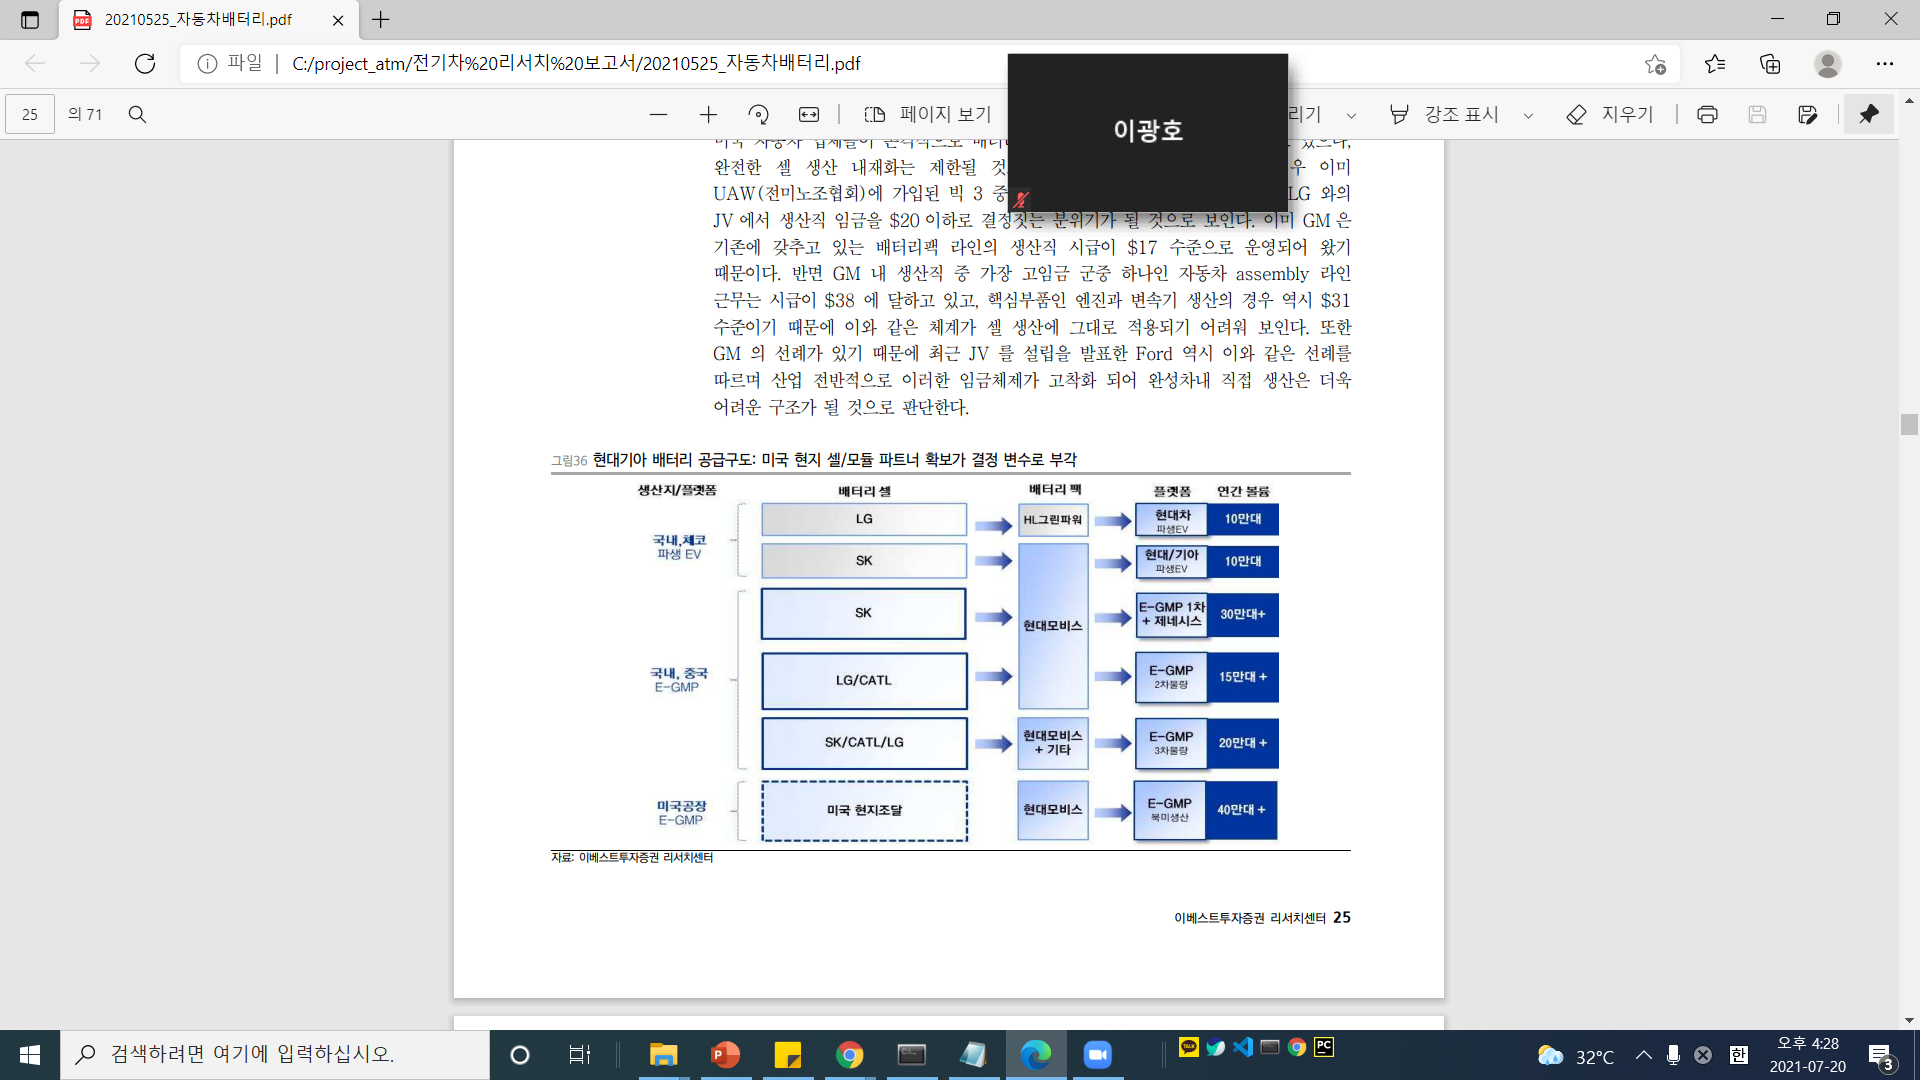 20210525_자동차배터리.pdf
파일
C:/project_atm/전기차%20리서치%20보고서/20210525_자동차배터리.pdf
25
의 71
페이지 보기
리기
강조 표시
지우기
이광호
완전한 셀 생산 내재화는 제한될 것 우 이미
UAW(전미노조협회)에 가입된 빅 3 중 LG 와의
JV 에서 생산직 임금을 $20 이하로 결정짓는 분위기가 될 것으로 보인다. 이미 GM 은
기존에 갖추고 있는 배터리팩 라인의 생산직 시급이 $17 수준으로 운영되어 왔기
때문이다. 반면 GM 내 생산직 중 가장 고임금 군중 하나인 자동차 assembly 라인
근무는 시급이 $38 에 달하고 있고, 핵심부품인 엔진과 변속기 생산의 경우 역시 $31
수준이기 때문에 이와 같은 체계가 셀 생산에 그대로 적용되기 어려워 보인다. 또한
GM 의 선례가 있기 때문에 최근 JV 를 설립을 발표한 Ford 역시 이와 같은 선례를
따르며 산업 전반적으로 이러한 임금체제가 고착화 되어 완성차내 직접 생산은 더욱
어려운 구조가 될 것으로 판단한다.
그림36 현대기아 배터리 공급구도: 미국 현지 셀/모듈 파트너 확보가 결정 변수로 부각
생산지/플랫폼 배터리 셀 배터리 팩 플랫폼 연간 볼륨
국내,체코
파생 EV
LG
HL그린파워
현대차
파생EV
10만대
SK
현대/기아
파생EV
10만대
국내, 중국
E-GMP
SK
현대모비스
E-GMP 1차
+ 제네시스
30만대+
LG/CATL
E-GMP
2차물량
15만대 +
SK/CATL/LG
현대모비스
+ 기타
E-GMP
3차물량
20만대 +
미국공장
E-GMP
미국 현지조달
현대모비스
E-GMP
북미생산
40만대 +
자료: 이베스트투자증권 리서치센터
이베스트투자증권 리서치센터 25
검색하려면 여기에 입력하십시오.
32°C
한
오후 4:28
2021-07-20
3